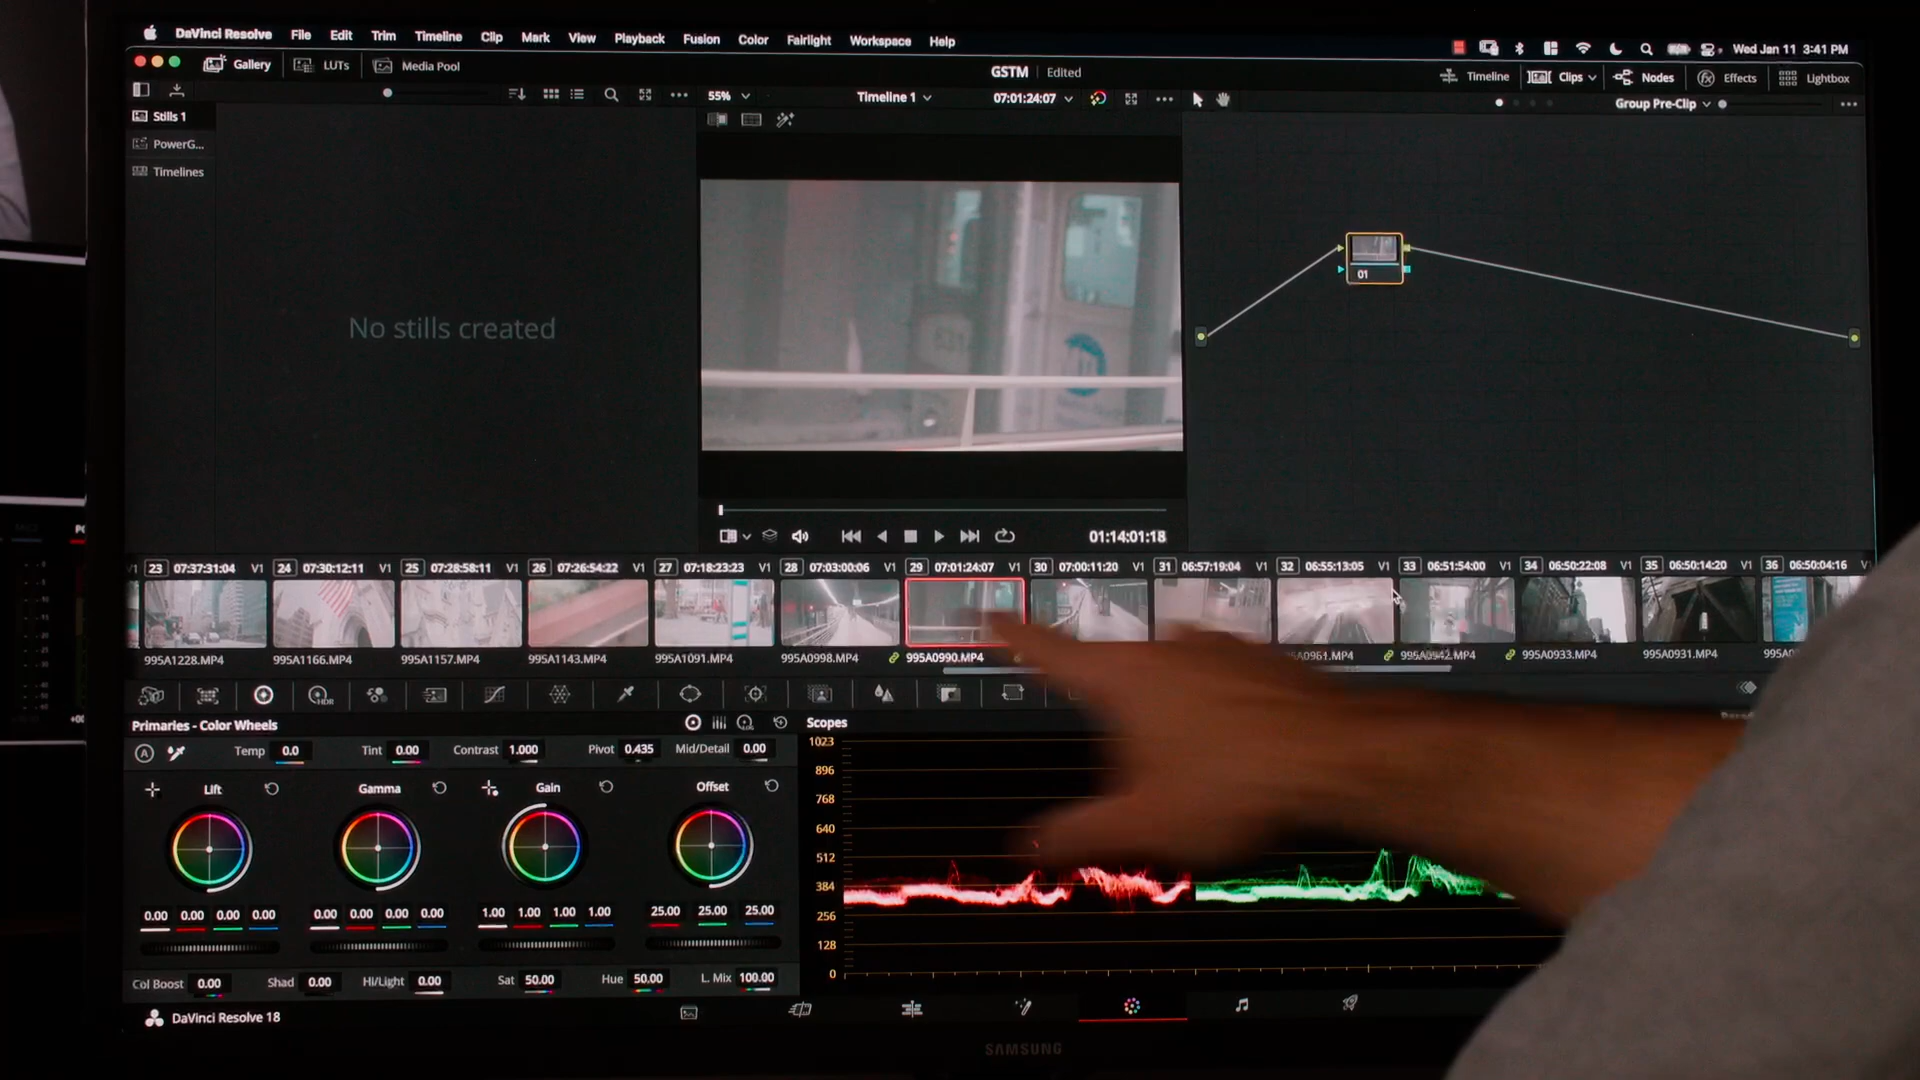 DaVinci Resolve File Edit Trim Timeline Clip Mark View Playback Fusion Color Fairlight Workspace Help Wed Jan 11 3:41 PM
Gallery LUTs Media Pool GSTM Edited Timeline Clips Nodes Effects Lightbox
55% Timeline 1 07:01:24:07 Group Pre-Clip
Stills 1
PowerG...
Timelines
No stills created
01
01:14:01:18
23 07:37:31:04 V1 24 07:30:12:11 V1 25 07:28:58:11 V1 26 07:26:54:22 V1 27 07:18:23:23 V1 28 07:03:00:06 V1 29 07:01:24:07 V1 30 07:00:11:20 V1 31 06:57:19:04 V1 32 06:55:13:05 V1 33 06:51:54:00 V1 34 06:50:22:08 V1 35 06:50:14:20 V1 36 06:50:04:16
995A1228.MP4 995A1166.MP4 995A1157.MP4 995A1143.MP4 995A1091.MP4 995A0998.MP4 995A0990.MP4 995A0942.MP4 995A0933.MP4 995A0931.MP4
HDR
Primaries - Color Wheels Scopes
A Temp 0.0 Tint 0.00 Contrast 1.000 Pivot 0.435 Mid/Detail 0.00
Lift Gamma Gain Offset
0.00 0.00 0.00 0.00 0.00 0.00 0.00 0.00 1.00 1.00 1.00 1.00 25.00 25.00 25.00
Col Boost 0.00 Shad 0.00 Hi/Light 0.00 Sat 50.00 Hue 50.00 L. Mix 100.00
1023
896
768
640
512
384
256
128
0
DaVinci Resolve 18
SAMSUNG